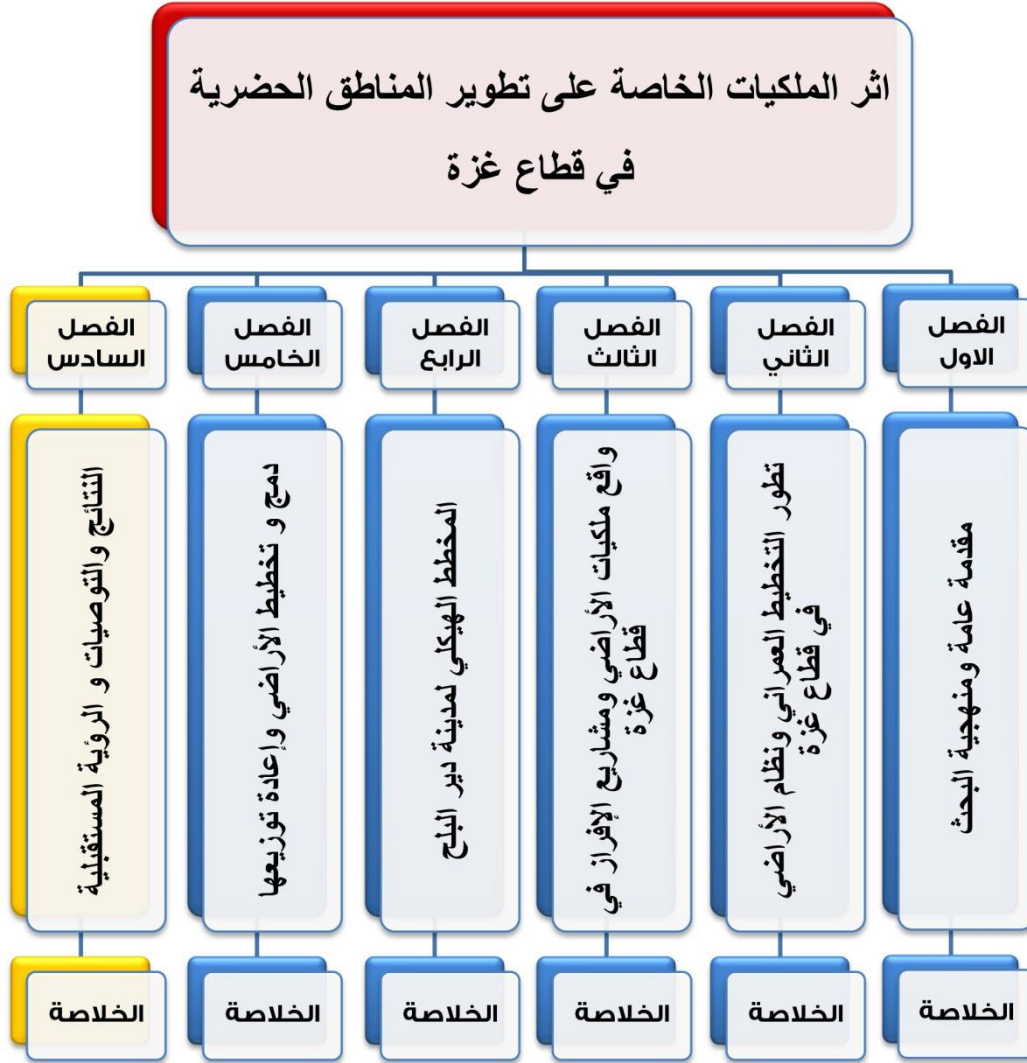 اثر الملكيات الخاصة على تطوير المناطق الحضرية
في قطاع غزة
الفصل
الاول
مقدمة عامة ومنهجية البحث
الخلاصة
الفصل
الثاني
تطور التخطيط العمراني ونظام الأراضي
في قطاع غزة
الخلاصة
الفصل
الثالث
واقع ملكيات الأراضي ومشاريع الإفراز في
قطاع غزة
الخلاصة
الفصل
الرابع
المخطط الهيكلي لمدينة دير البلح
الخلاصة
الفصل
الخامس
دمج و تخطيط الأراضي وإعادة توزيعها
الخلاصة
الفصل
السادس
النتائج والتوصيات و الرؤية المستقبلية
الخلاصة